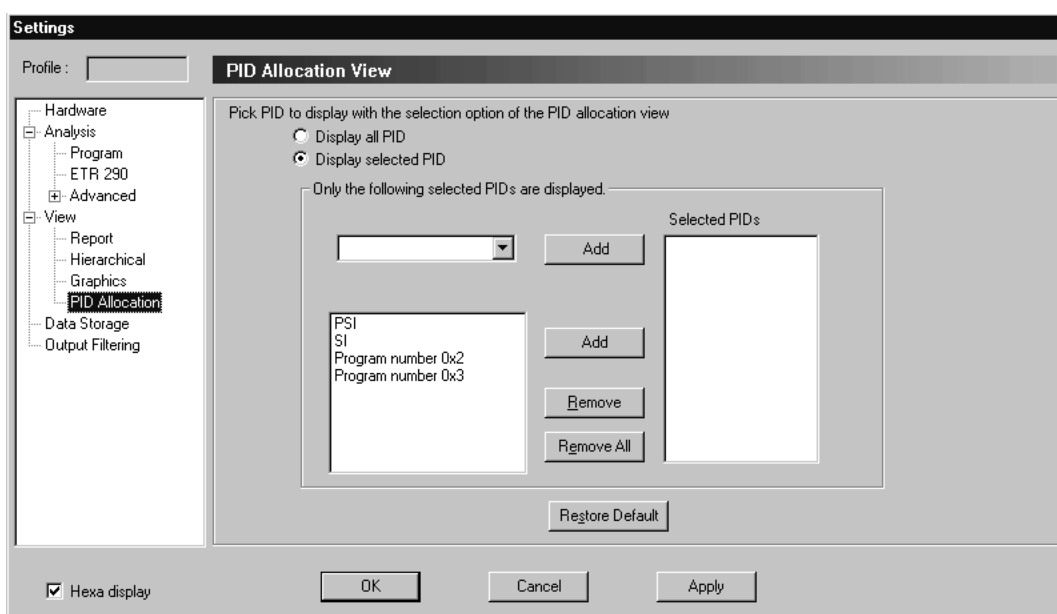 Settings
Profile :
PID Allocation View
Hardware
Analysis
Program
ETR 290
Advanced
View
Report
Hierarchical
Graphics
PID Allocation
Data Storage
Output Filtering
Pick PID to display with the selection option of the PID allocation view
Display all PID
Display selected PID
Only the following selected PIDs are displayed.
Selected PIDs
Add
PSI
SI
Program number 0x2
Program number 0x3
Add
Remove
Remove All
Restore Default
Hexa display
OK
Cancel
Apply